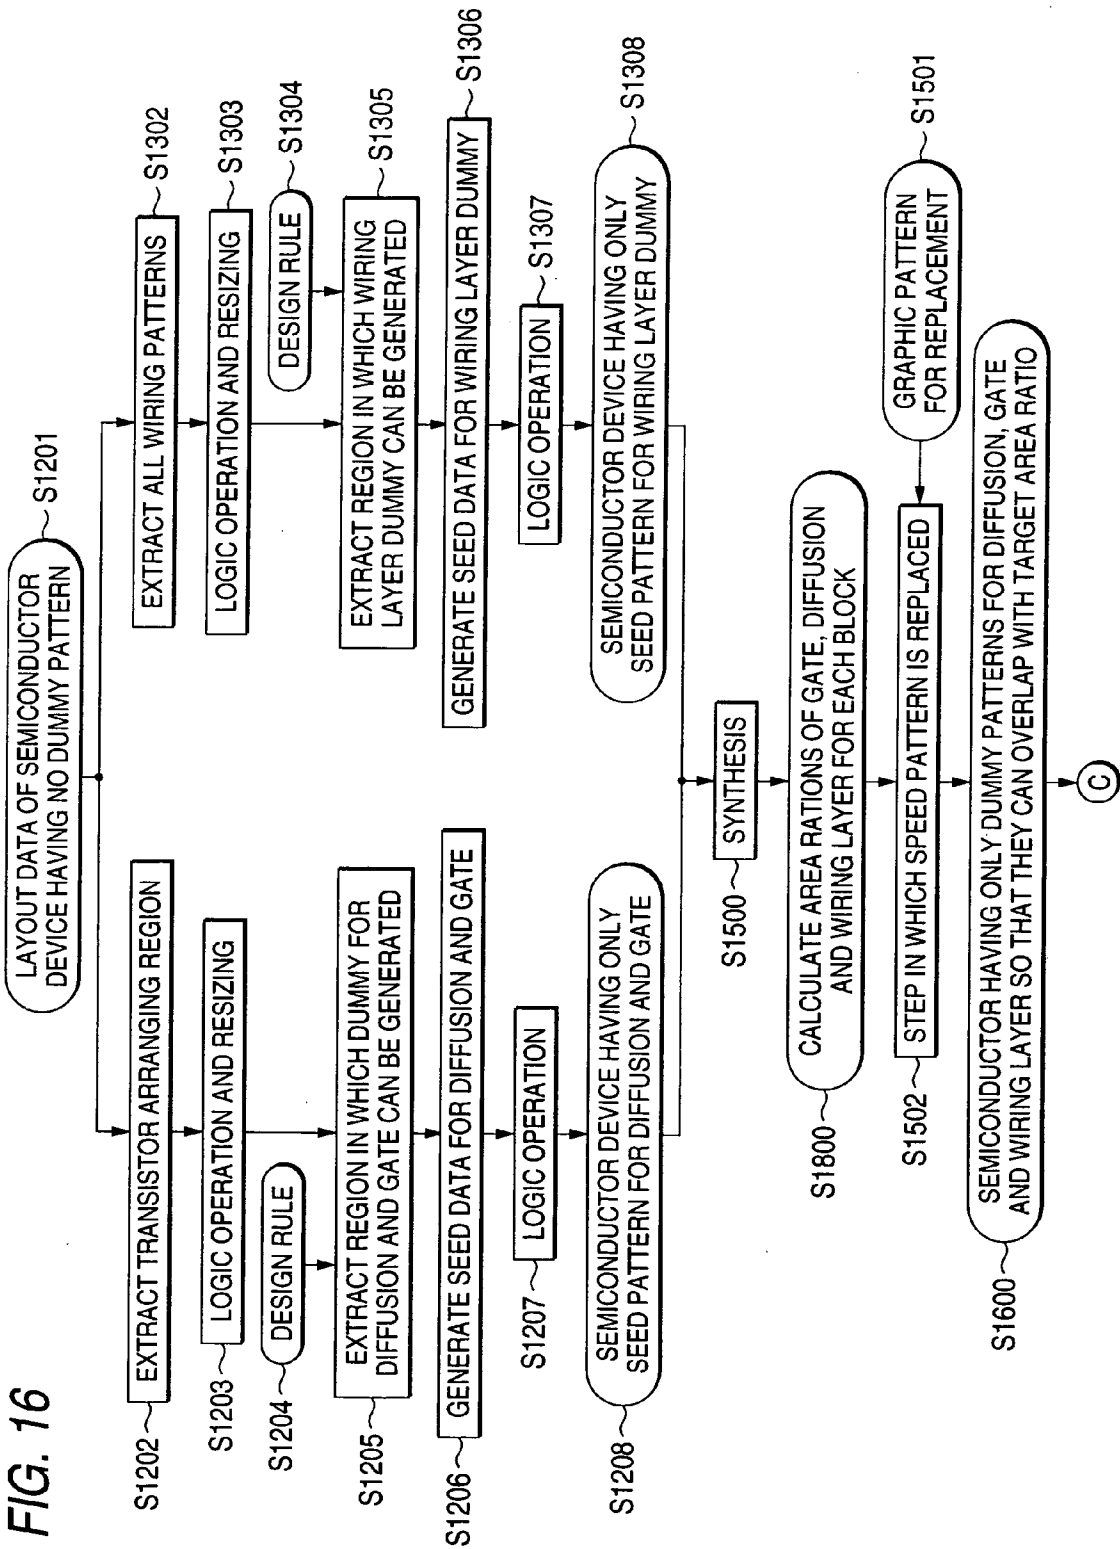 FIG. 16
LAYOUT DATA OF SEMICONDUCTOR
DEVICE HAVING NO DUMMY PATTERN
S1201
S1202
EXTRACT TRANSISTOR ARRANGING REGION
S1203
LOGIC OPERATION AND RESIZING
S1204
DESIGN RULE
S1205
EXTRACT REGION IN WHICH DUMMY FOR
DIFFUSION AND GATE CAN BE GENERATED
S1206
GENERATE SEED DATA FOR DIFFUSION AND GATE
S1207
LOGIC OPERATION
S1208
SEMICONDUCTOR DEVICE HAVING ONLY
SEED PATTERN FOR DIFFUSION AND GATE
EXTRACT ALL WIRING PATTERNS
S1302
LOGIC OPERATION AND RESIZING
S1303
DESIGN RULE
S1304
EXTRACT REGION IN WHICH WIRING
LAYER DUMMY CAN BE GENERATED
S1305
GENERATE SEED DATA FOR WIRING LAYER DUMMY
S1306
LOGIC OPERATION
S1307
SEMICONDUCTOR DEVICE HAVING ONLY
SEED PATTERN FOR WIRING LAYER DUMMY
S1308
S1500
SYNTHESIS
S1800
CALCULATE AREA RATIONS OF GATE, DIFFUSION
AND WIRING LAYER FOR EACH BLOCK
GRAPHIC PATTERN
FOR REPLACEMENT
S1501
S1502
STEP IN WHICH SPEED PATTERN IS REPLACED
S1600
SEMICONDUCTOR HAVING ONLY DUMMY PATTERNS FOR DIFFUSION, GATE
AND WIRING LAYER SO THAT THEY CAN OVERLAP WITH TARGET AREA RATIO
C